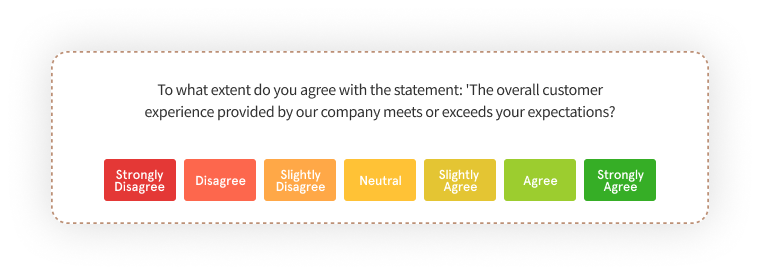 To what extent do you agree with the statement: 'The overall customer
experience provided by our company meets or exceeds your expectations?
Strongly
Disagree
Disagree
Slightly
Disagree
Neutral
Slightly
Agree
Agree
Strongly
Agree